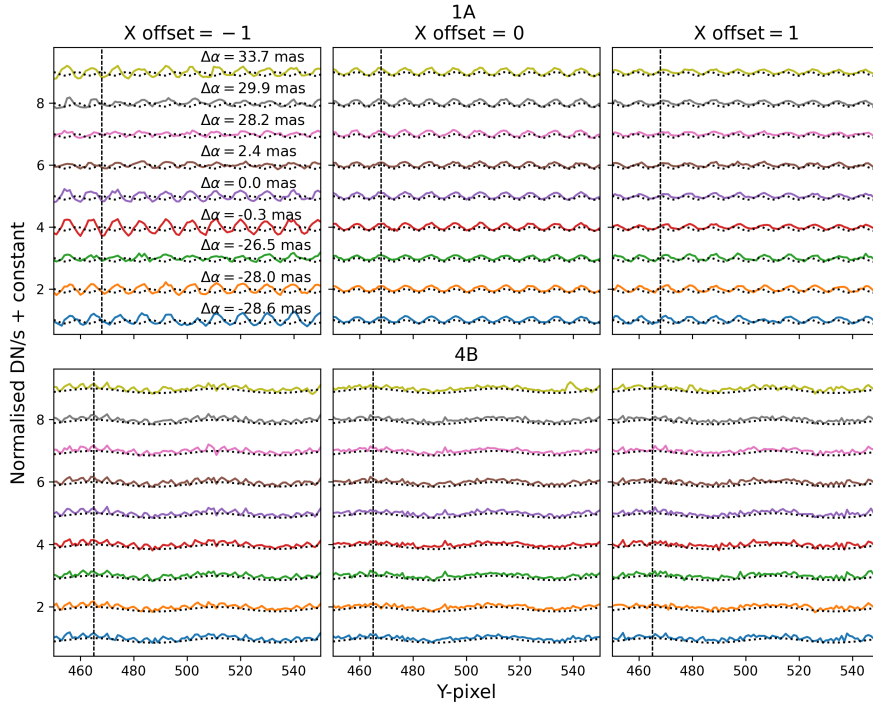 1A
X offset = −1
X offset = 0
X offset = 1
Δα = 33.7 mas
Δα = 29.9 mas
Δα = 28.2 mas
Δα = 2.4 mas
Δα = 0.0 mas
Δα = -0.3 mas
Δα = -26.5 mas
Δα = -28.0 mas
Δα = -28.6 mas
8
6
4
2
Normalised DN/s + constant
4B
8
6
4
2
460 480 500 520 540
460 480 500 520 540
460 480 500 520 540
Y-pixel